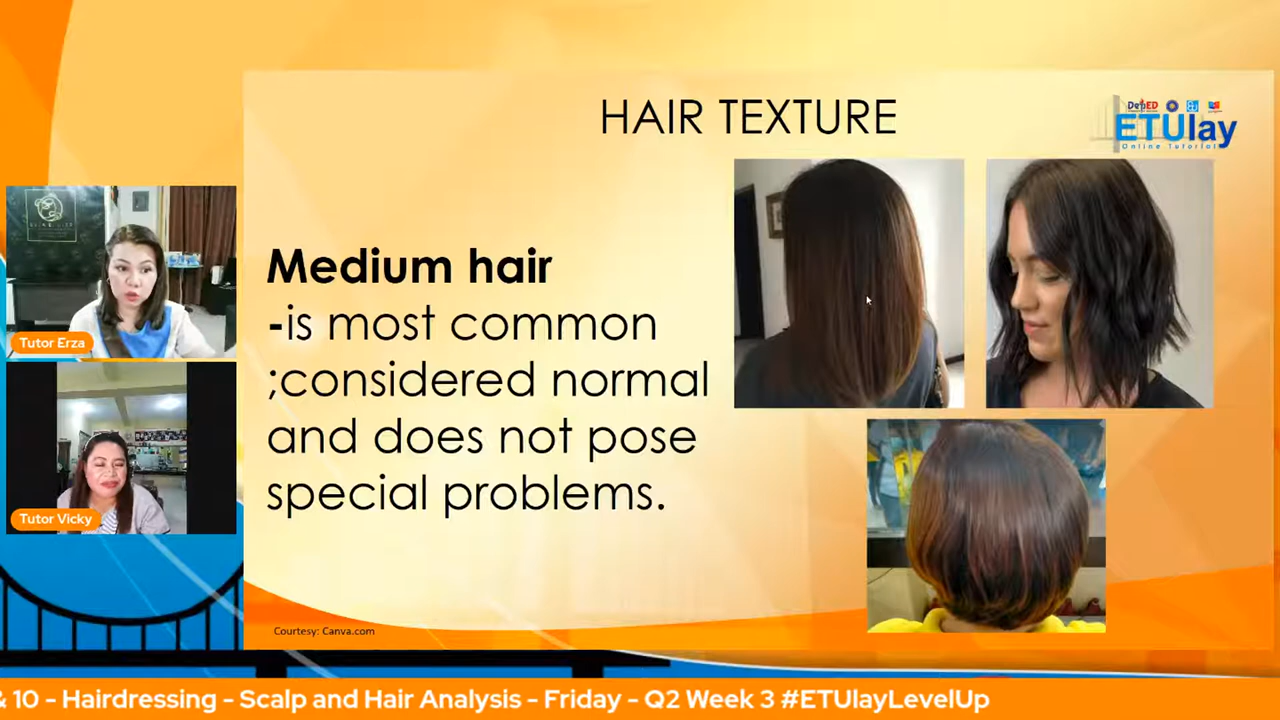 HAIR TEXTURE
DepED
ETUlay
Online Tutorial
Medium hair
-is most common
;considered normal
and does not pose
special problems.
Tutor Erza
Tutor Vicky
Courtesy: Canva.com
& 10 - Hairdressing - Scalp and Hair Analysis - Friday - Q2 Week 3 #ETUlayLevelUp